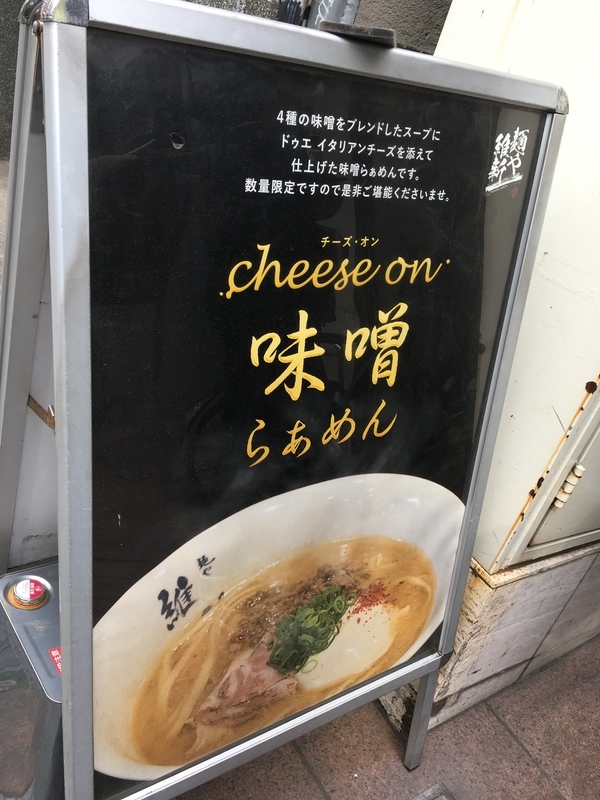 4種の味噌をブレンドしたスープに
ドゥエ イタリアンチーズを添えて
仕上げた味噌らぁめんです。
数量限定ですので是非ご堪能くださいませ。
麺や
維新
チーズ・オン
cheese on
味噌
らぁめん
麺や
維